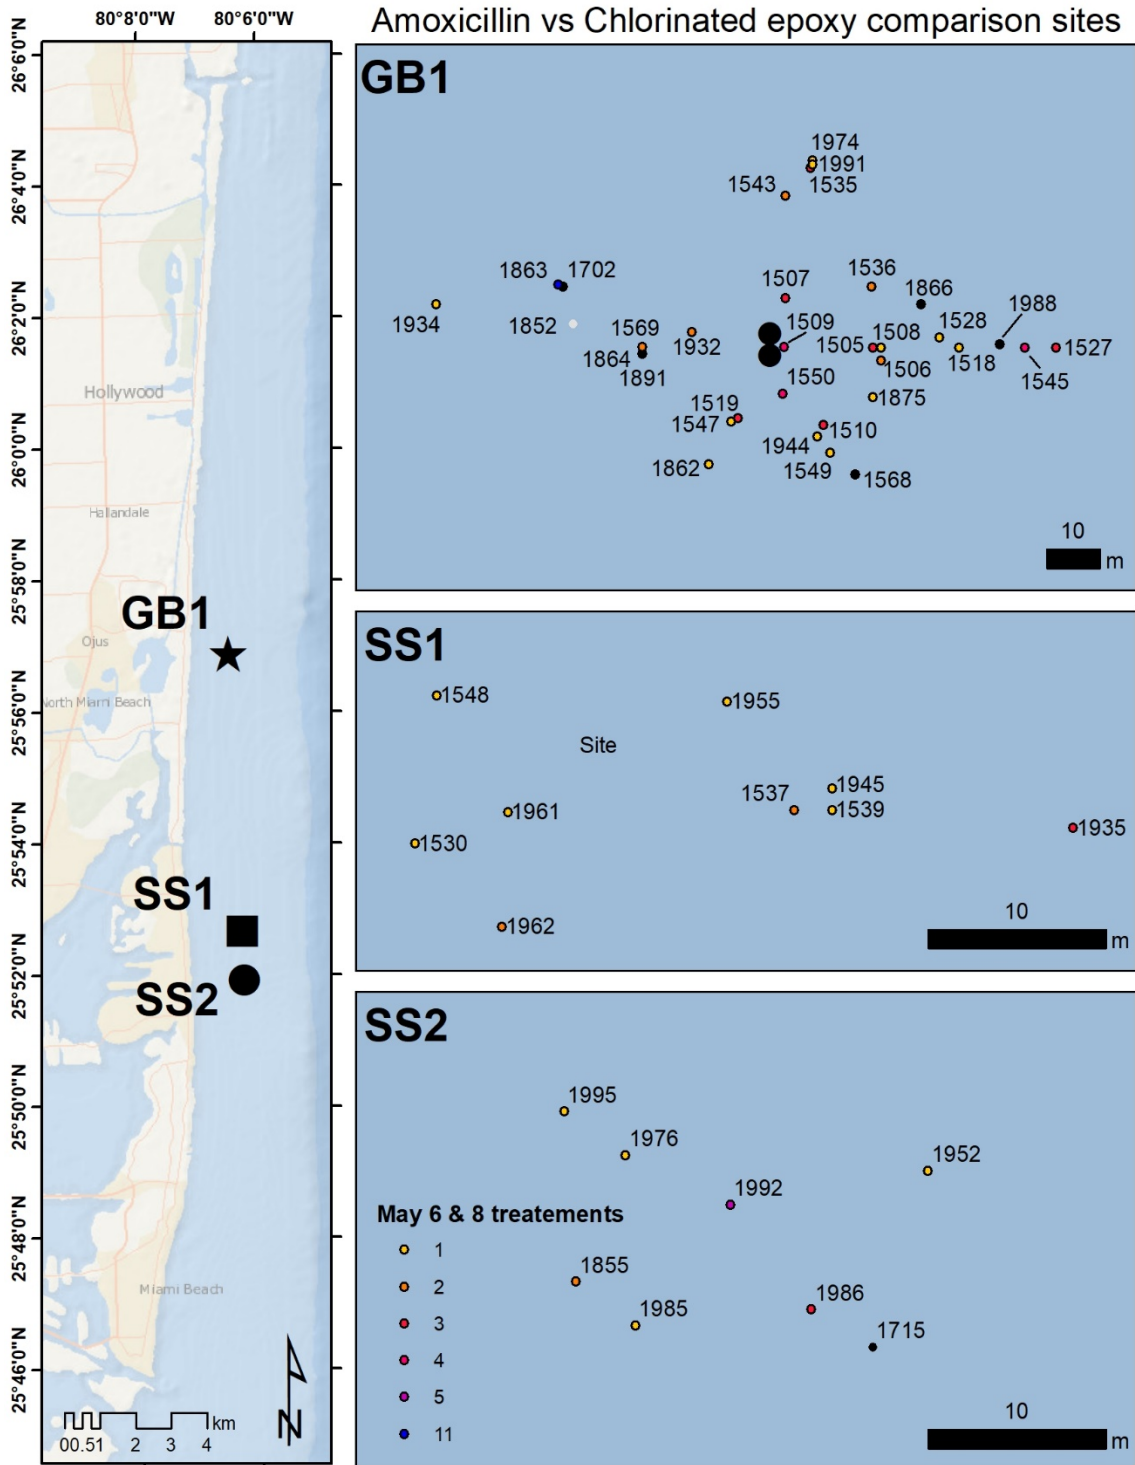 80°8'0"W 80°6'0"W
Amoxicillin vs Chlorinated epoxy comparison sites
26°6'0"N
26°4'0"N
26°2'0"N
26°0'0"N
25°58'0"N
25°56'0"N
25°54'0"N
25°52'0"N
25°50'0"N
25°48'0"N
25°46'0"N
Hollywood
Hallandale
GB1
Ojus
North Miami Beach
SS1
SS2
Miami Beach
N
km
00.51 2 3 4
GB1
1974
1991
1543 1535
1863 1702
1507
1536
1866
1934
1852
1569
1932
1509
1988
1528
1505 1508
1864
1891
1506
1518
1545
1527
1550
1875
1519
1547
1510
1944
1862
1549
1568
10
m
SS1
1548
1955
Site
1945
1537
1961
1539
1935
1530
10
1962
m
SS2
1995
1976
1952
1992
May 6 & 8 treatements
1
2
3
4
5
11
1855
1986
1985
1715
10
m